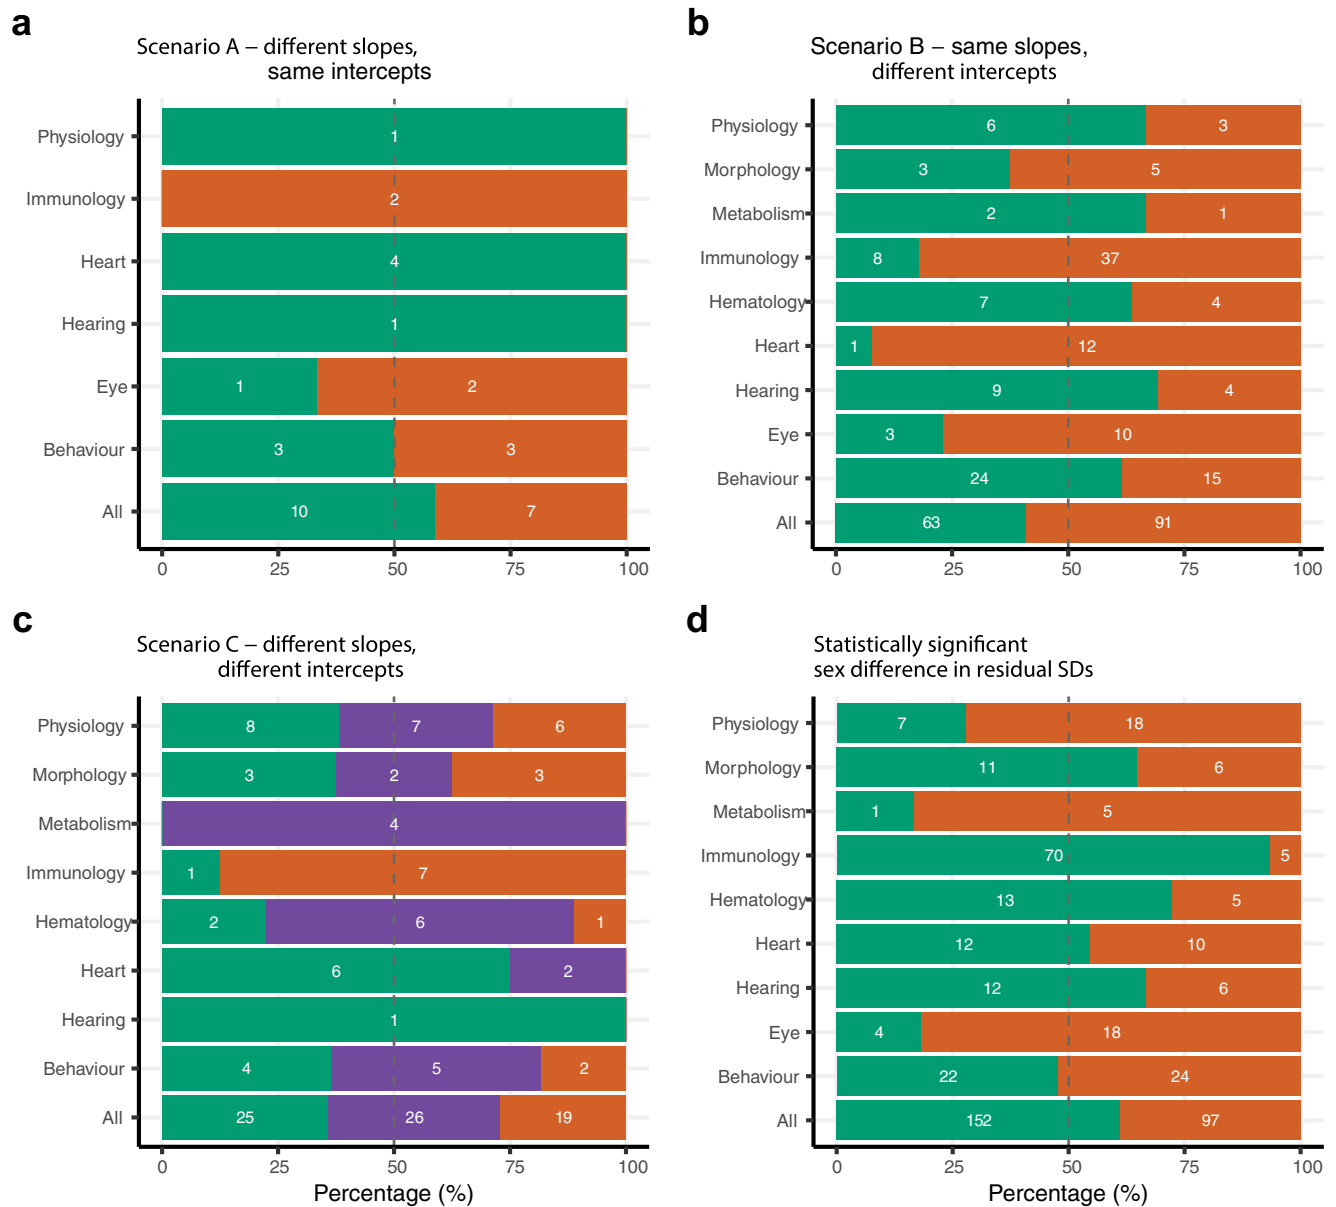 a
Scenario A – different slopes,
same intercepts
Physiology 1
Immunology 2
Heart 4
Hearing 1
Eye 1 2
Behaviour 3 3
All 10 7
0 25 50 75 100
b
Scenario B – same slopes,
different intercepts
Physiology 6 3
Morphology 3 5
Metabolism 2 1
Immunology 8 37
Hematology 7 4
Heart 1 12
Hearing 9 4
Eye 3 10
Behaviour 24 15
All 63 91
0 25 50 75 100
c
Scenario C – different slopes,
different intercepts
Physiology 8 7 6
Morphology 3 2 3
Metabolism 4
Immunology 1 7
Hematology 2 6 1
Heart 6 2
Hearing 1
Behaviour 4 5 2
All 25 26 19
0 25 50 75 100
Percentage (%)
d
Statistically significant
sex difference in residual SDs
Physiology 7 18
Morphology 11 6
Metabolism 1 5
Immunology 70 5
Hematology 13 5
Heart 12 10
Hearing 12 6
Eye 4 18
Behaviour 22 24
All 152 97
0 25 50 75 100
Percentage (%)